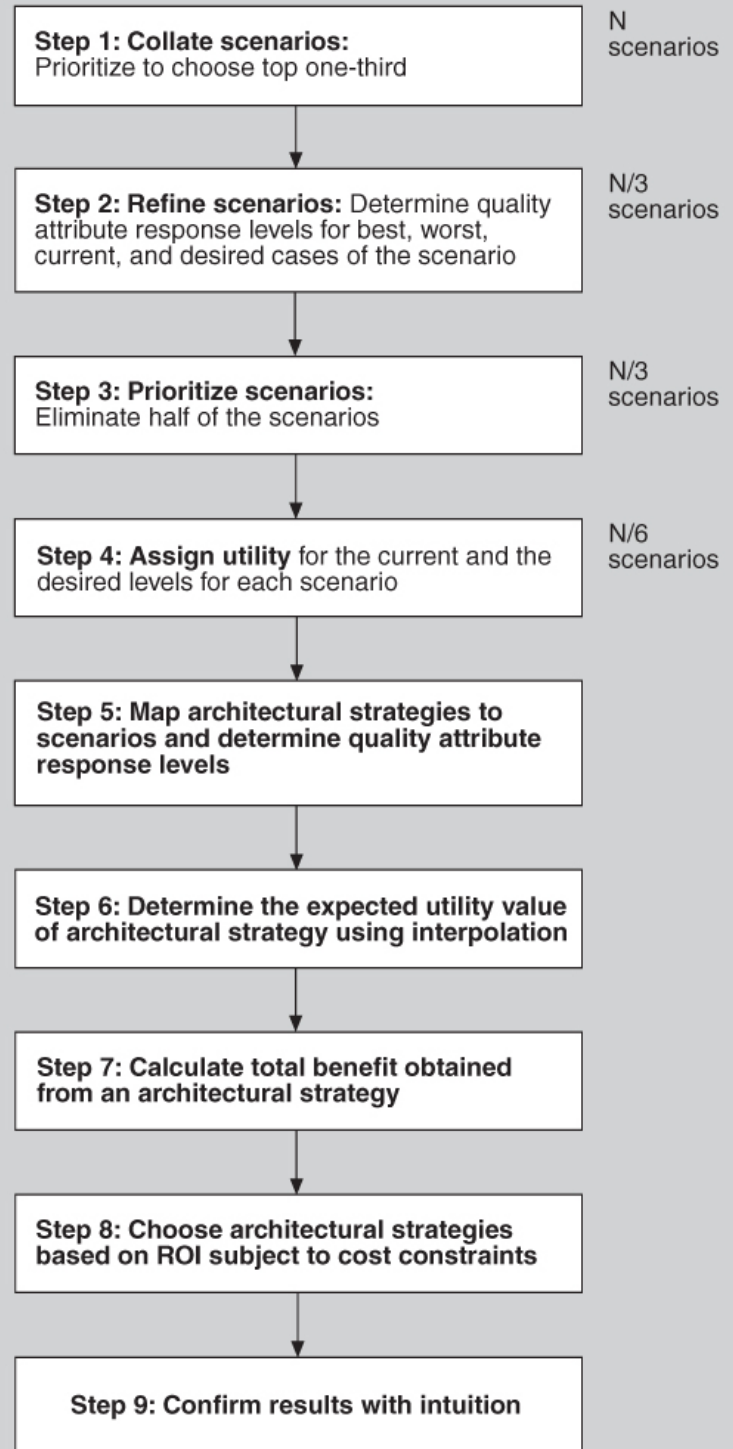 Step 1: Collate scenarios:
Prioritize to choose top one-third
N
scenarios
Step 2: Refine scenarios: Determine quality
attribute response levels for best, worst,
current, and desired cases of the scenario
N/3
scenarios
Step 3: Prioritize scenarios:
Eliminate half of the scenarios
N/3
scenarios
Step 4: Assign utility for the current and the
desired levels for each scenario
N/6
scenarios
Step 5: Map architectural strategies to
scenarios and determine quality attribute
response levels
Step 6: Determine the expected utility value
of architectural strategy using interpolation
Step 7: Calculate total benefit obtained
from an architectural strategy
Step 8: Choose architectural strategies
based on ROI subject to cost constraints
Step 9: Confirm results with intuition